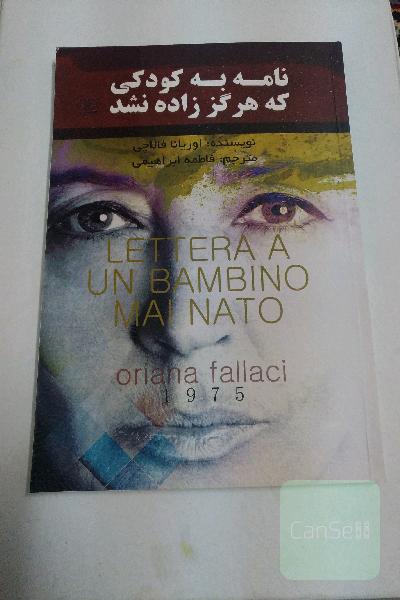 نامه به کودکی
که هرگز زاده نشد
نویسنده: اوریانا فالاچی
مترجم: فاطمه ابراهیمی
LETTERA A
UN BAMBINO
MAI NATO
oriana fallaci
1975
CanSell